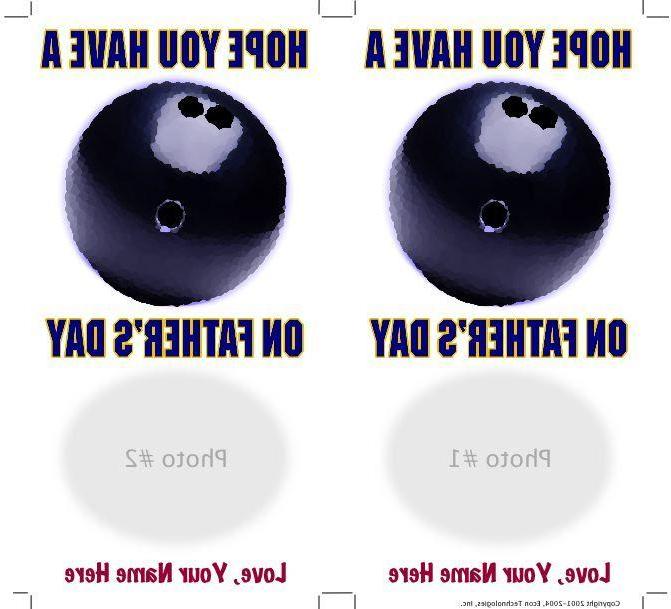 HOPE YOU HAVE A
ON FATHER'S DAY
Photo #1
Love, Your Name Here
HOPE YOU HAVE A
ON FATHER'S DAY
Photo #2
Love, Your Name Here
Copyright 2001-2004, Econ Technologies, Inc.